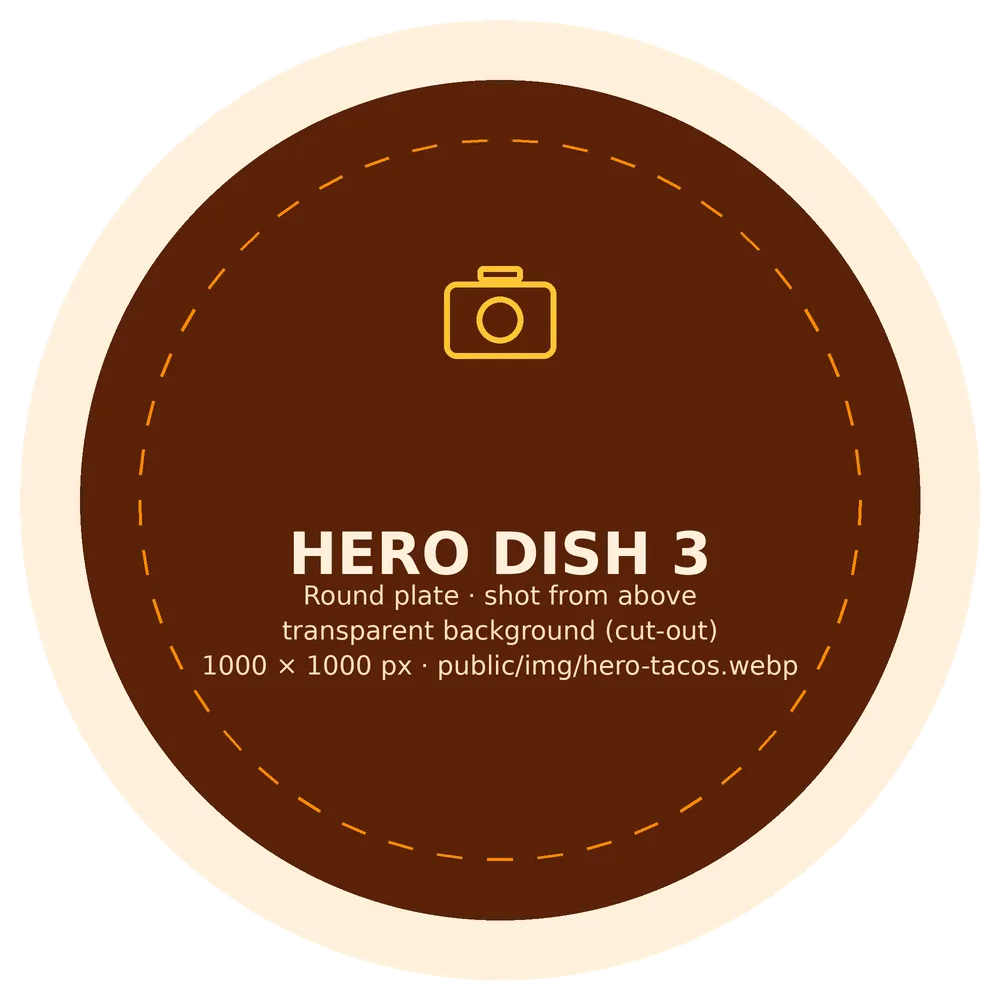 HERO DISH 3
Round plate · shot from above
transparent background (cut-out)
1000 × 1000 px · public/img/hero-tacos.webp